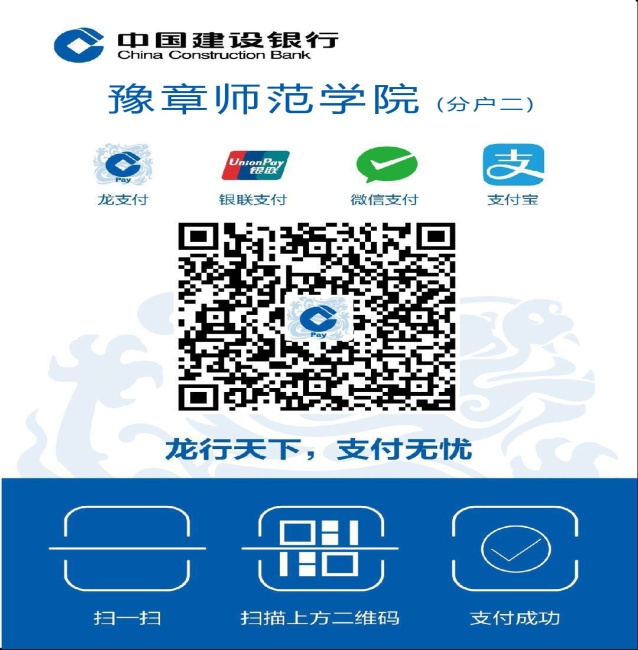 中国建设银行
China Construction Bank
豫章师范学院（分户二）
Pay
UnionPay
银联
支
龙支付 银联支付 微信支付 支付宝
Pay
龙行天下，支付无忧
扫一扫 扫描上方二维码 支付成功